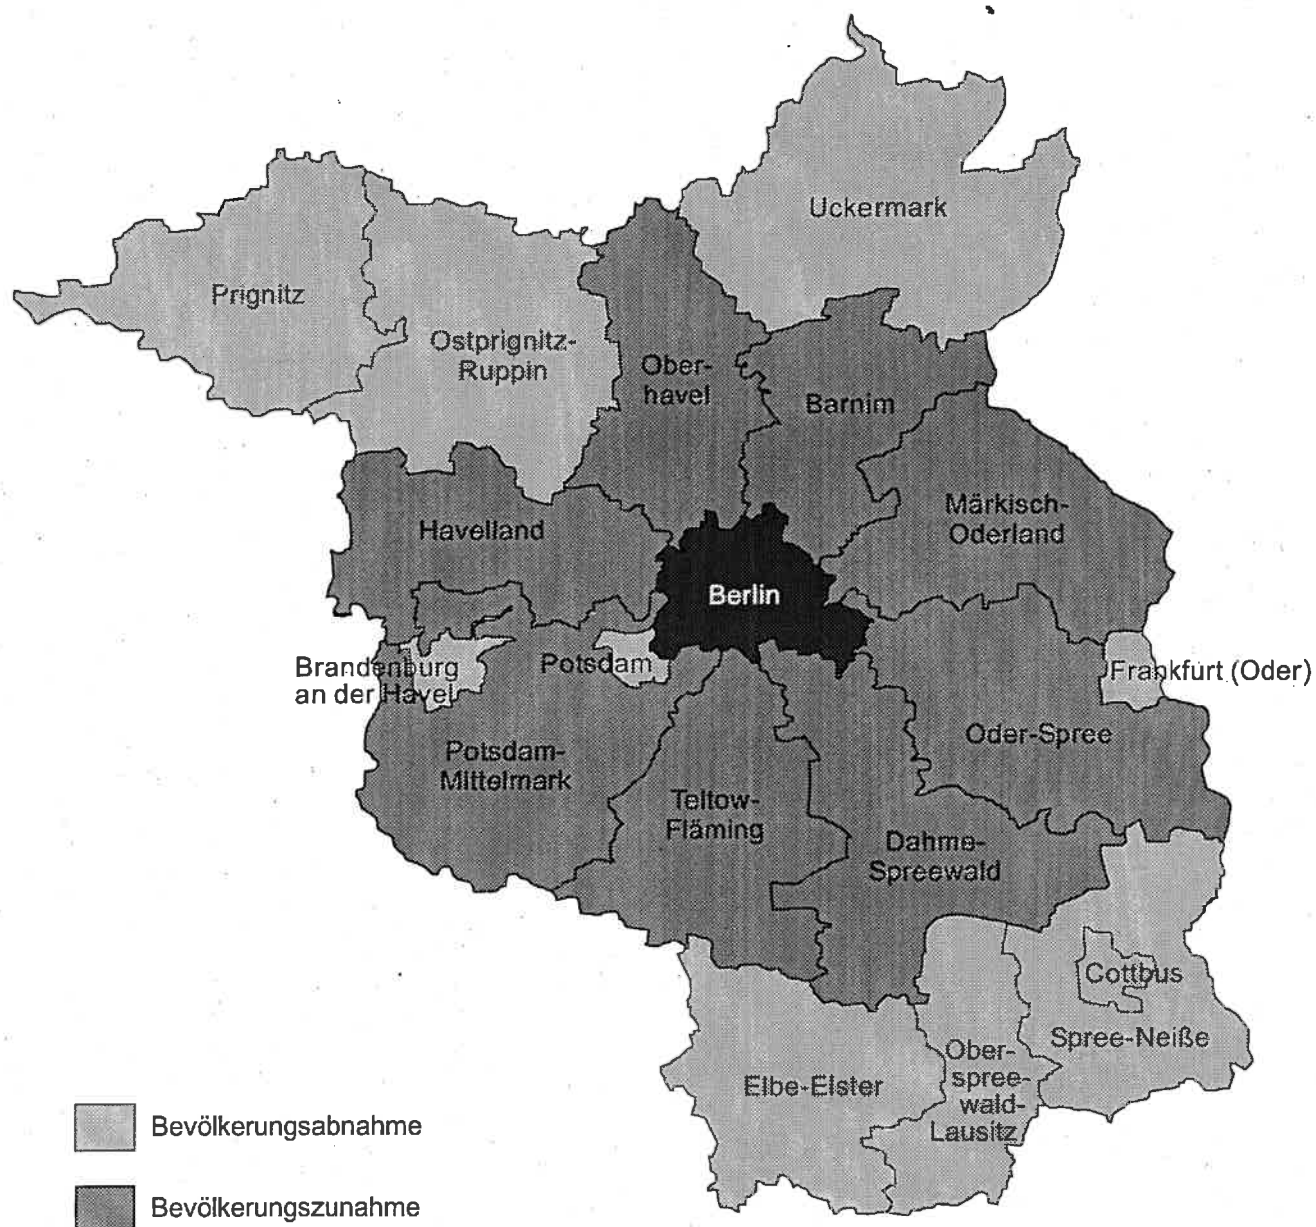 Uckermark
Prignitz
Ostprignitz-
Ruppin
Ober-
havel
Barnim
Havelland
Märkisch-
Oderland
Berlin
Brandenburg
an der Havel
Potsdam
Frankfurt (Oder)
Potsdam-
Mittelmark
Oder-Spree
Teltow-
Fläming
Dahme-
Spreewald
Cottbus
Spree-Neiße
Elbe-Elster
Ober-
spree-
wald-
Lausitz
Bevölkerungsabnahme
Bevölkerungszunahme